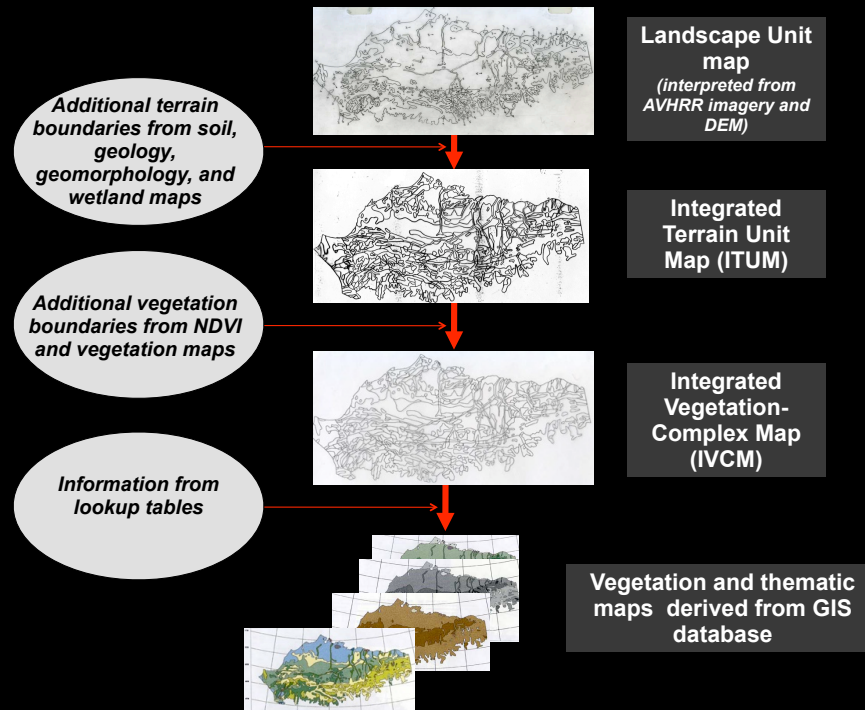 Landscape Unit
map
(interpreted from
AVHRR imagery and
DEM)
Additional terrain
boundaries from soil,
geology,
geomorphology, and
wetland maps
Integrated
Terrain Unit
Map (ITUM)
Additional vegetation
boundaries from NDVI
and vegetation maps
Integrated
Vegetation-
Complex Map
(IVCM)
Information from
lookup tables
Vegetation and thematic
maps derived from GIS
database